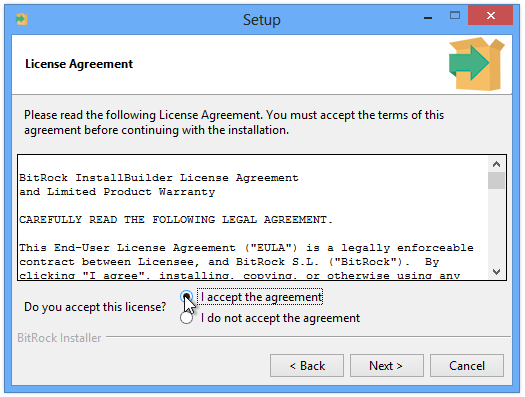 Setup
License Agreement
Please read the following License Agreement. You must accept the terms of this
agreement before continuing with the installation.
BitRock InstallBuilder License Agreement
and Limited Product Warranty
CAREFULLY READ THE FOLLOWING LEGAL AGREEMENT.
This End-User License Agreement ("EULA") is a legally enforceable
contract between Licensee, and BitRock S.L. ("BitRock"). By
clicking "I agree", installing, copying, or otherwise using any
Do you accept this license?
I accept the agreement
I do not accept the agreement
BitRock Installer
< Back
Next >
Cancel